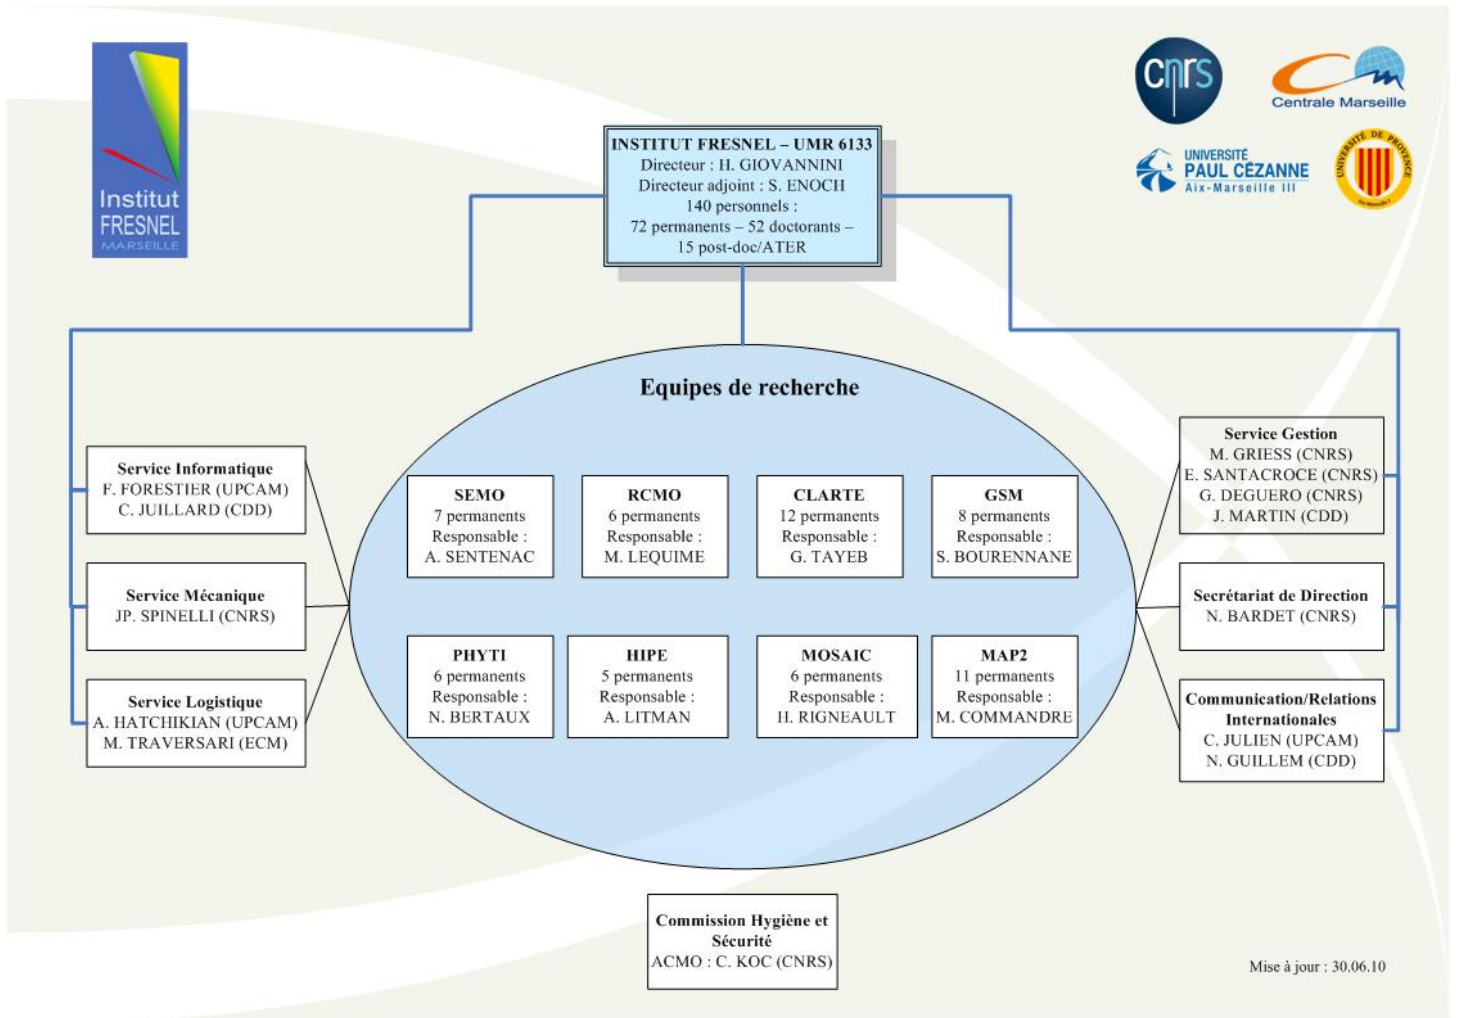 Institut
FRESNEL
MARSEILLE
cnrs
Centrale Marseille
UNIVERSITÉ
PAUL CÉZANNE
Aix-Marseille III
UNIVERSITÉ DE PROVENCE
Aix-Marseille 1
INSTITUT FRESNEL – UMR 6133
Directeur : H. GIOVANNINI
Directeur adjoint : S. ENOCH
140 personnels :
72 permanents – 52 doctorants –
15 post-doc/ATER
Equipes de recherche
Service Informatique
F. FORESTIER (UPCAM)
C. JUILLARD (CDD)
Service Mécanique
JP. SPINELLI (CNRS)
Service Logistique
A. HATCHIKIAN (UPCAM)
M. TRAVERSARI (ECM)
SEMO
7 permanents
Responsable :
A. SENTENAC
RCMO
6 permanents
Responsable :
M. LEQUIME
CLARTE
12 permanents
Responsable :
G. TAYEB
GSM
8 permanents
Responsable :
S. BOURENNANE
PHYTI
6 permanents
Responsable :
N. BERTAUX
HIPE
5 permanents
Responsable :
A. LITMAN
MOSAIC
6 permanents
Responsable :
H. RIGNEAULT
MAP2
11 permanents
Responsable :
M. COMMANDRE
Service Gestion
M. GRIESS (CNRS)
E. SANTACROCE (CNRS)
G. DEGUERO (CNRS)
J. MARTIN (CDD)
Secrétariat de Direction
N. BARDET (CNRS)
Communication/Relations
Internationales
C. JULIEN (UPCAM)
N. GUILLEM (CDD)
Commission Hygiène et
Sécurité
ACMO : C. KOC (CNRS)
Mise à jour : 30.06.10